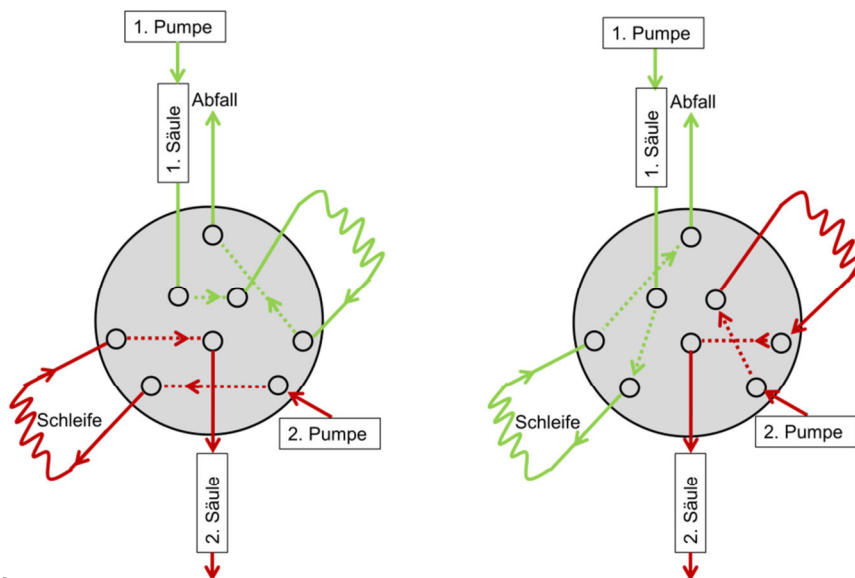 1. Pumpe
Abfall
1. Säule
Schleife
2. Pumpe
2. Säule
1. Pumpe
Abfall
1. Säule
Schleife
2. Pumpe
2. Säule